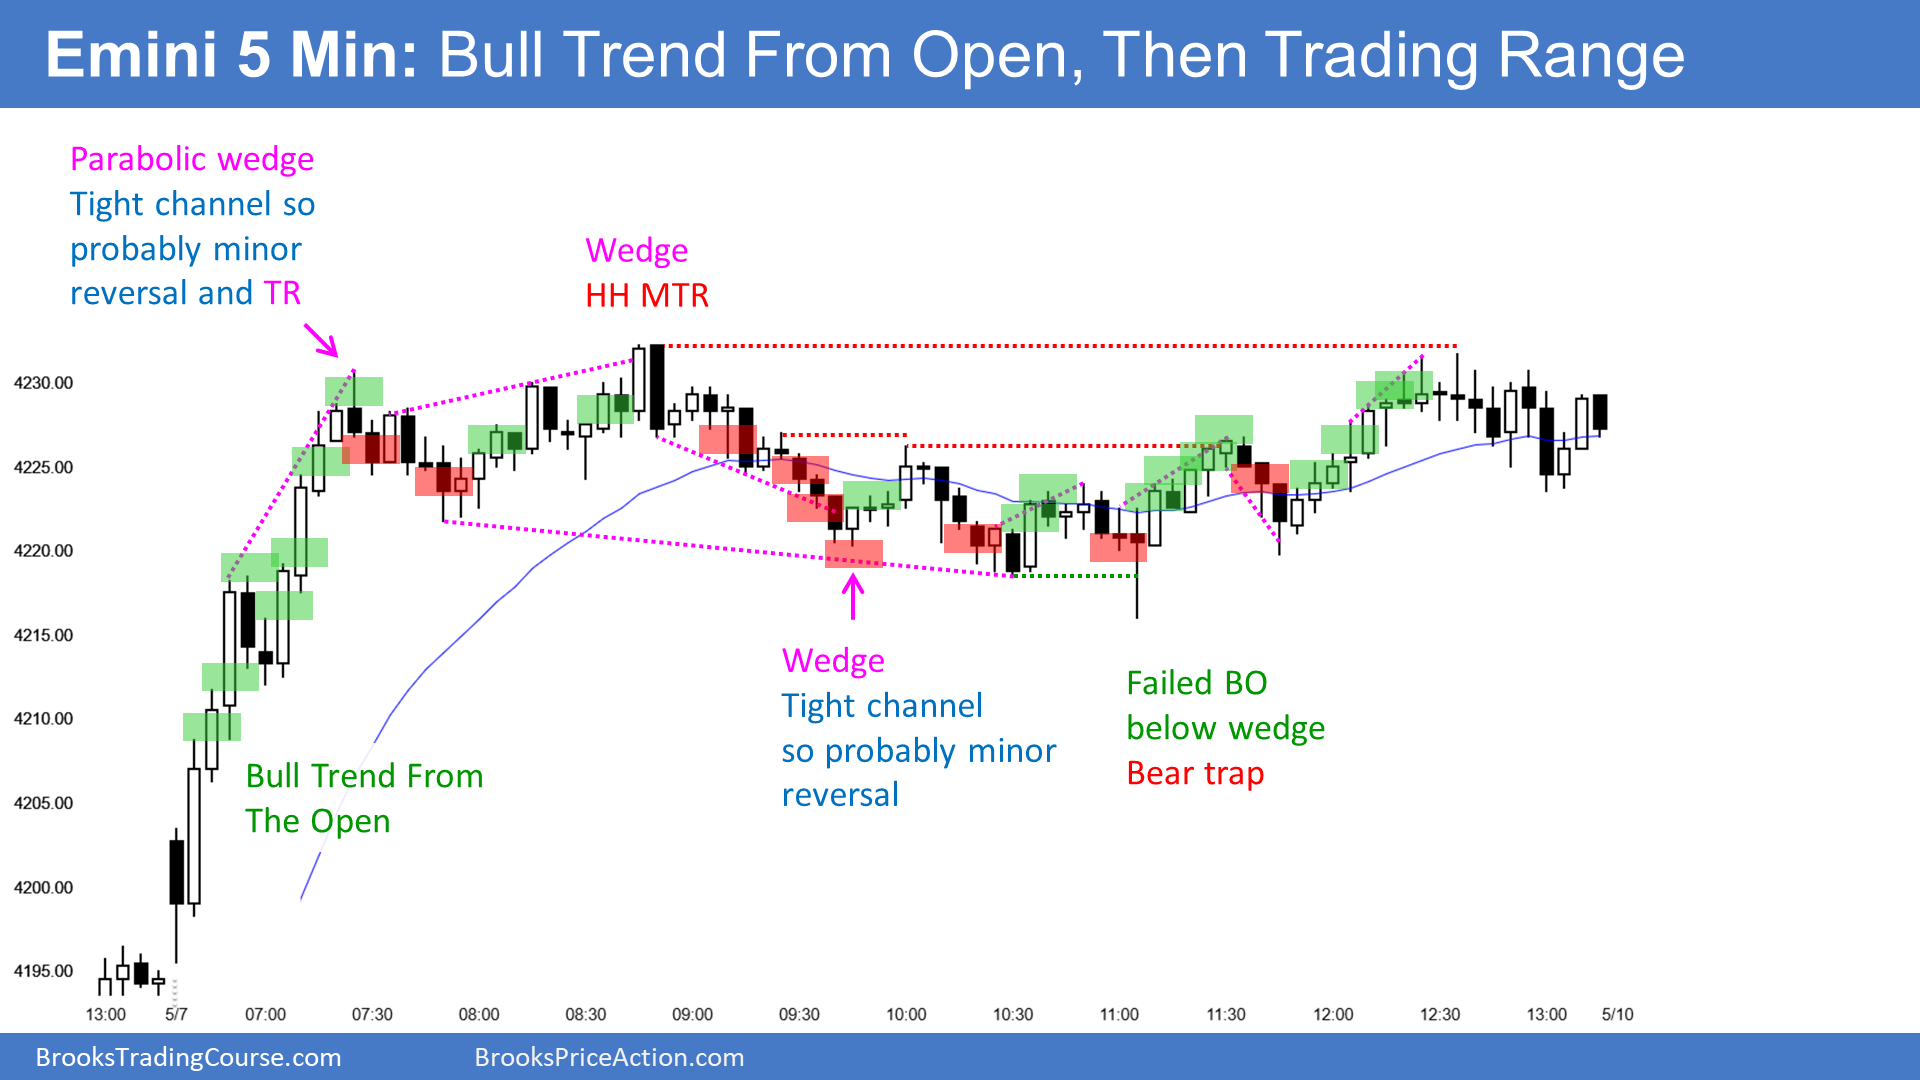 Emini 5 Min: Bull Trend From Open, Then Trading Range
Parabolic wedge
Tight channel so
probably minor
reversal and TR
Wedge
HH MTR
4230.00
4225.00
4220.00
4215.00
4210.00
4205.00
4200.00
4195.00
Bull Trend From
The Open
Wedge
Tight channel
so probably minor
reversal
Failed BO
below wedge
Bear trap
13:00 5/7 07:00 07:30 08:00 08:30 09:00 09:30 10:00 10:30 11:00 11:30 12:00 12:30 13:00 5/10
BrooksTradingCourse.com BrooksPriceAction.com